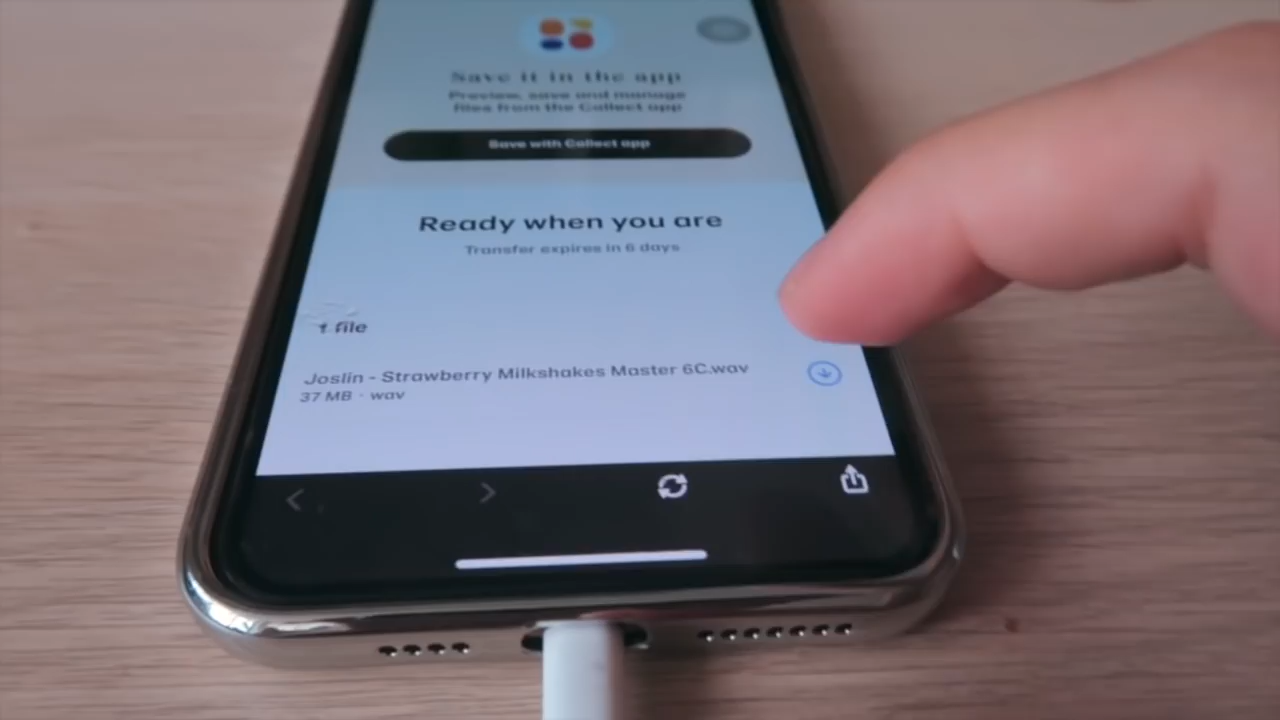 Save it in the app
Preview, save and manage
files from the Collect app
Save with Collect app
Ready when you are
Transfer expires in 6 days
1 file
Joslin - Strawberry Milkshakes Master 6C.wav
37 MB · wav